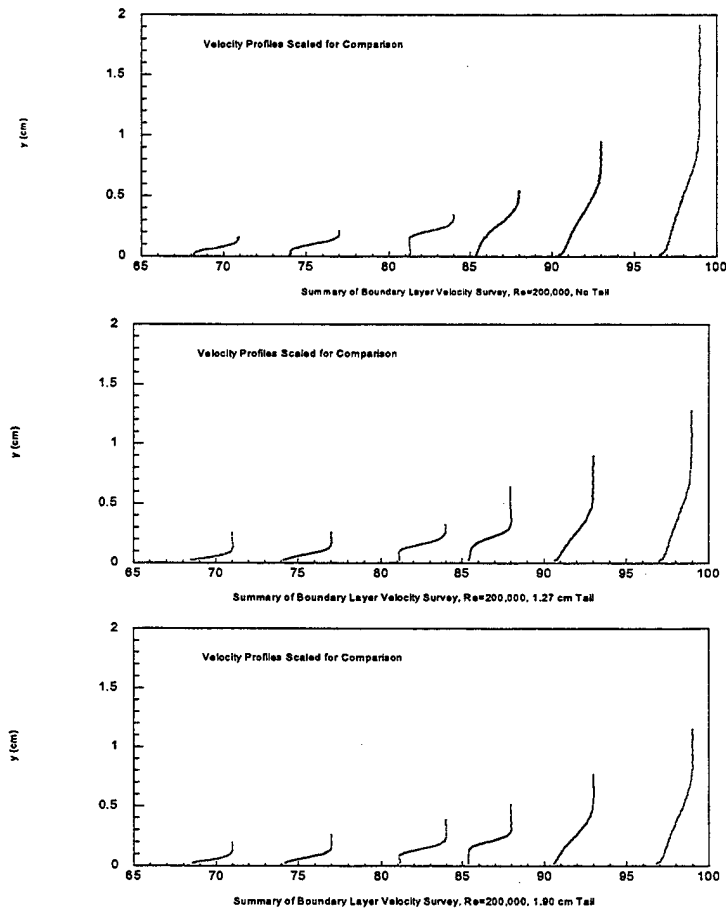 2
Velocity Profiles Scaled for Comparison
1.5
y (cm)
1
0.5
0
65 70 75 80 85 90 95 100
Summary of Boundary Layer Velocity Survey, Re=200,000, No Tail
2
Velocity Profiles Scaled for Comparison
1.5
y (cm)
1
0.5
0
65 70 75 80 85 90 95 100
Summary of Boundary Layer Velocity Survey, Re=200,000, 1.27 cm Tail
2
Velocity Profiles Scaled for Comparison
1.5
y (cm)
1
0.5
0
65 70 75 80 85 90 95 100
Summary of Boundary Layer Velocity Survey, Re=200,000, 1.90 cm Tail